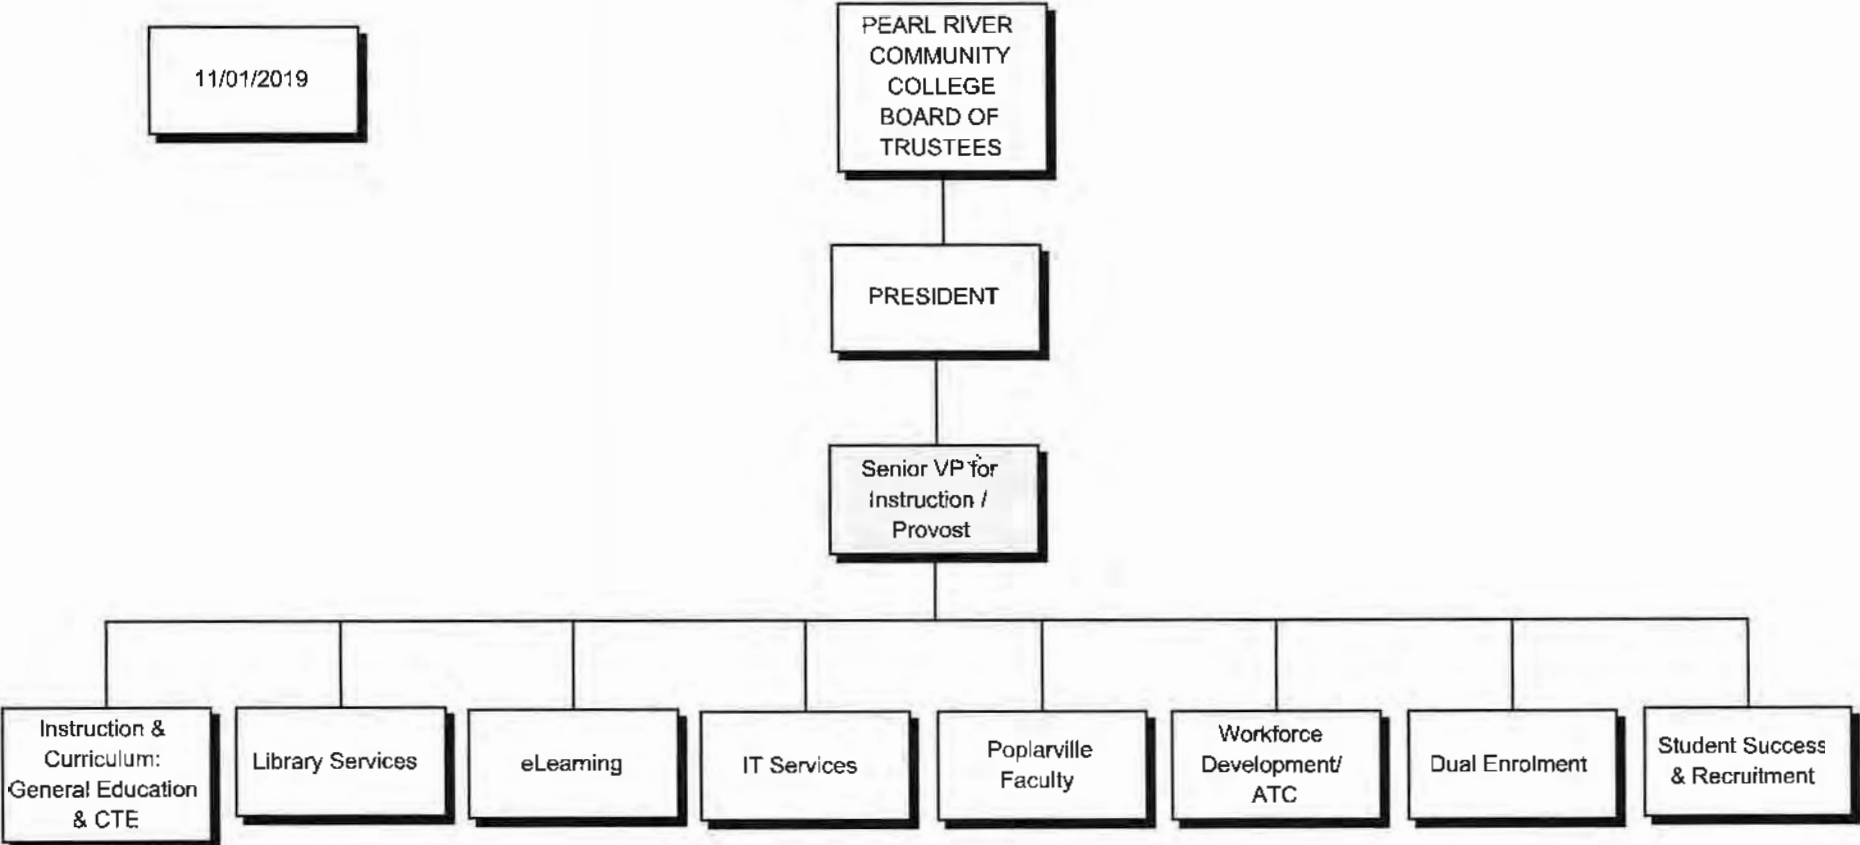 11/01/2019
PEARL RIVER
COMMUNITY
COLLEGE
BOARD OF
TRUSTEES
PRESIDENT
Senior VP for
Instruction /
Provost
Instruction &
Curriculum:
General Education
& CTE
Library Services
eLearning
IT Services
Poplarville
Faculty
Workforce
Development/
ATC
Dual Enrolment
Student Success
& Recruitment